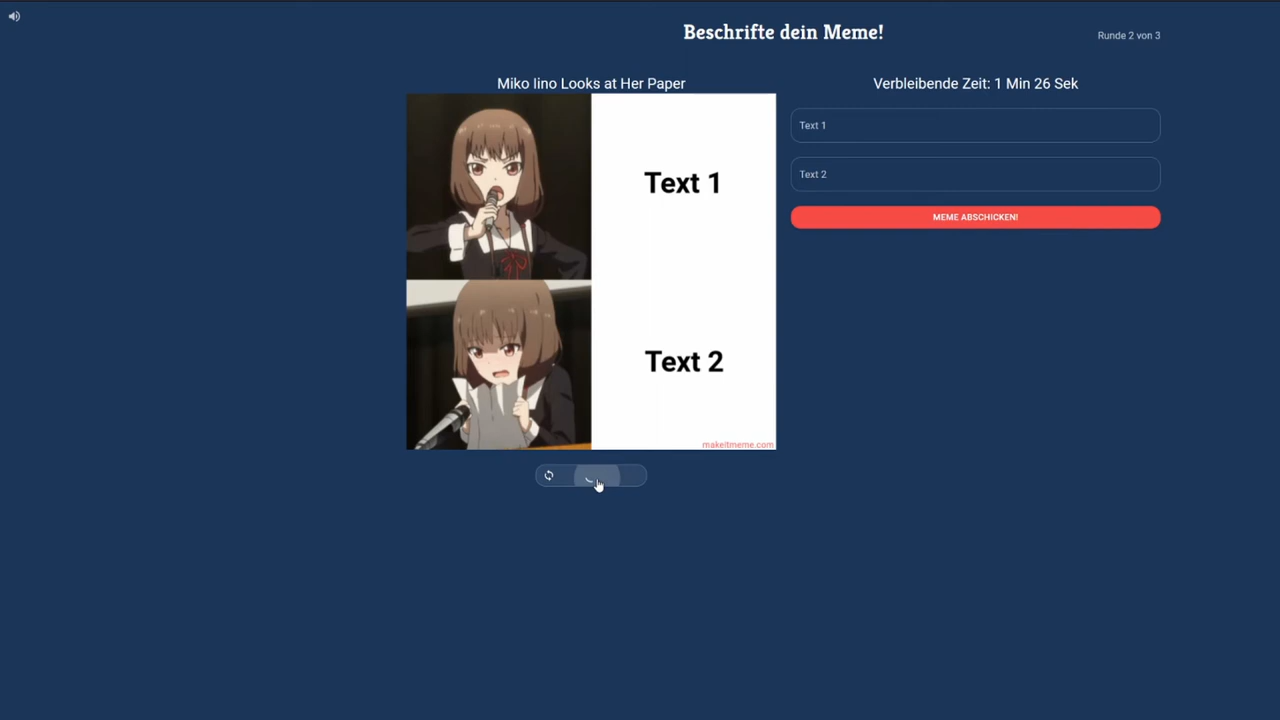 Beschrifte dein Meme!
Runde 2 von 3
Miko Iino Looks at Her Paper
Verbleibende Zeit: 1 Min 26 Sek
Text 1
Text 2
MEME ABSCHICKEN!
Text 1
Text 2
makeitmeme.com